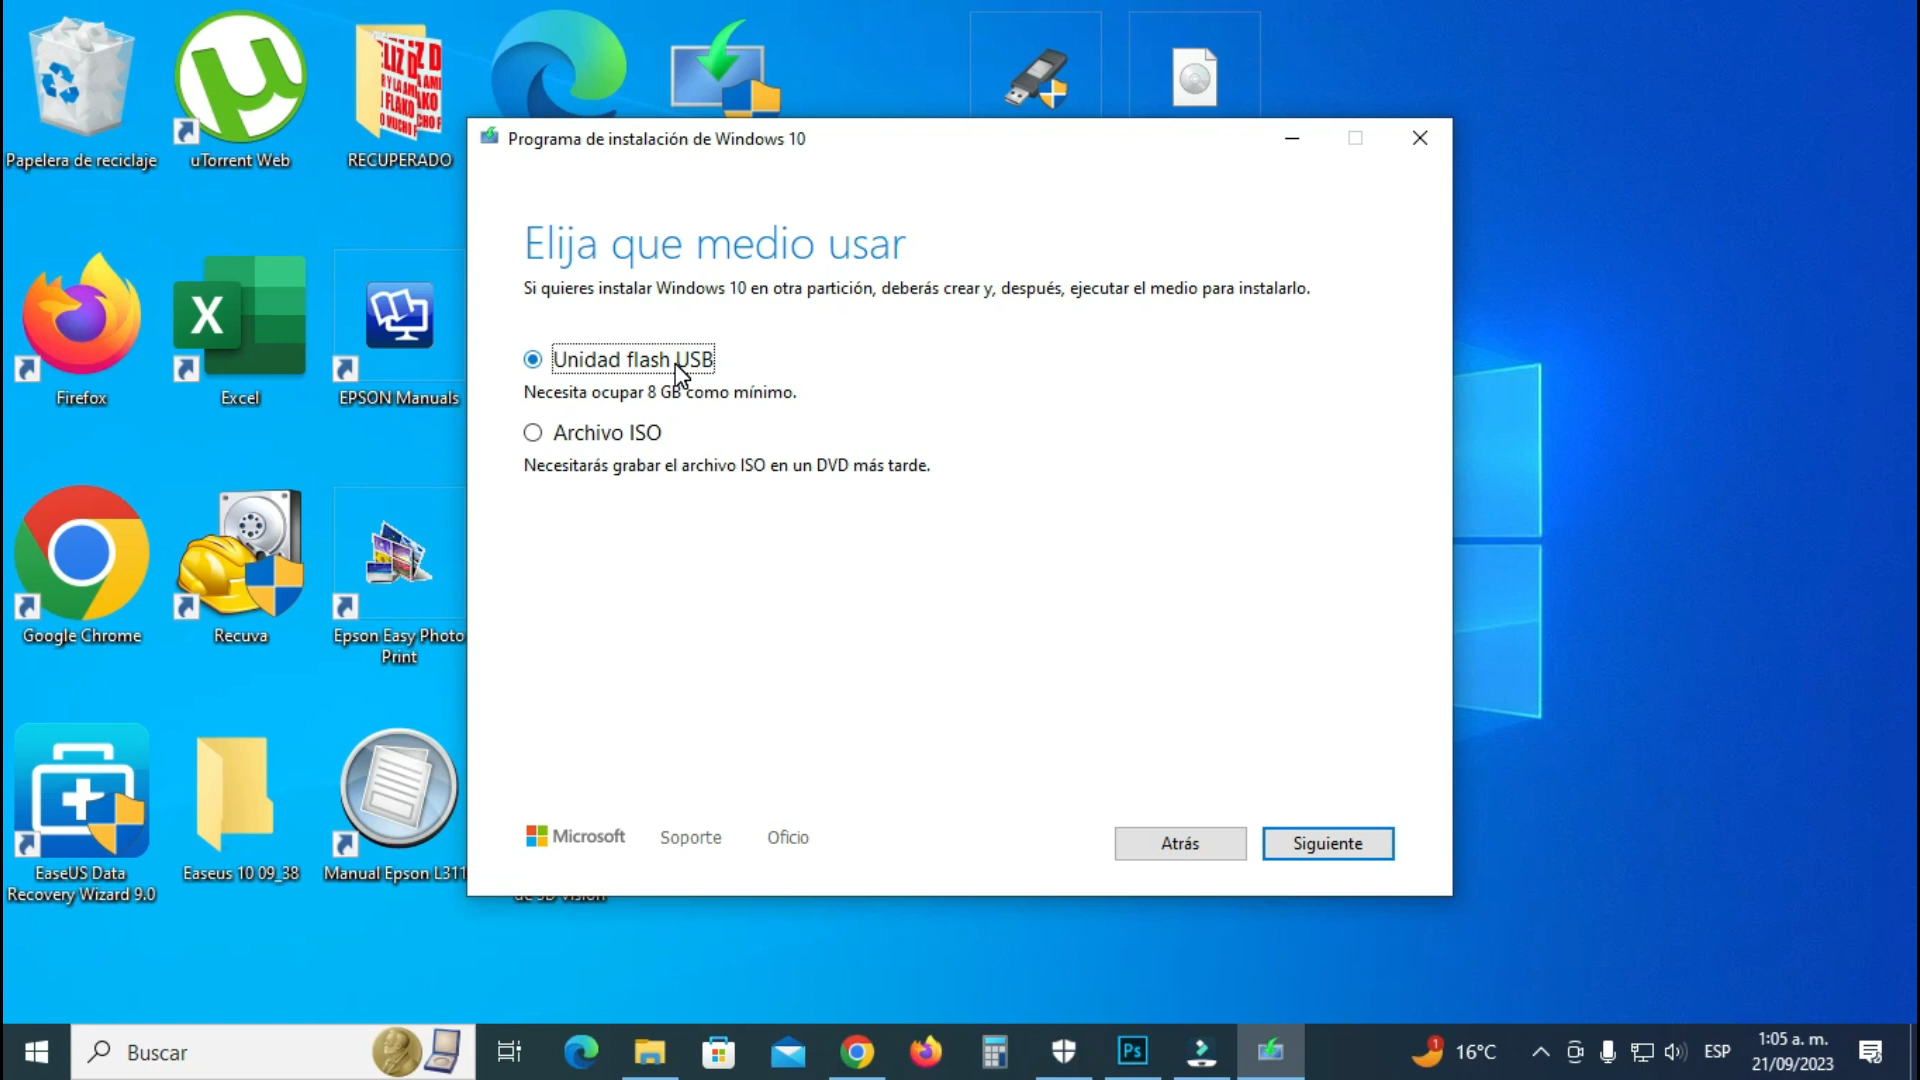 Papelera de reciclaje
uTorrent Web
RECUPERADO
Programa de instalación de Windows 10
Elija que medio usar
Si quieres instalar Windows 10 en otra partición, deberás crear y, después, ejecutar el medio para instalarlo.
Unidad flash USB
Necesita ocupar 8 GB como mínimo.
Archivo ISO
Necesitarás grabar el archivo ISO en un DVD más tarde.
Firefox
Excel
EPSON Manuals
Google Chrome
Recuva
Epson Easy Photo
Print
EaseUS Data
Recovery Wizard 9.0
Easeus 10 09_38
Manual Epson L311
Microsoft
Soporte
Oficio
Atrás
Siguiente
Buscar
Ps
1
16°C
ESP
1:05 a. m.
21/09/2023